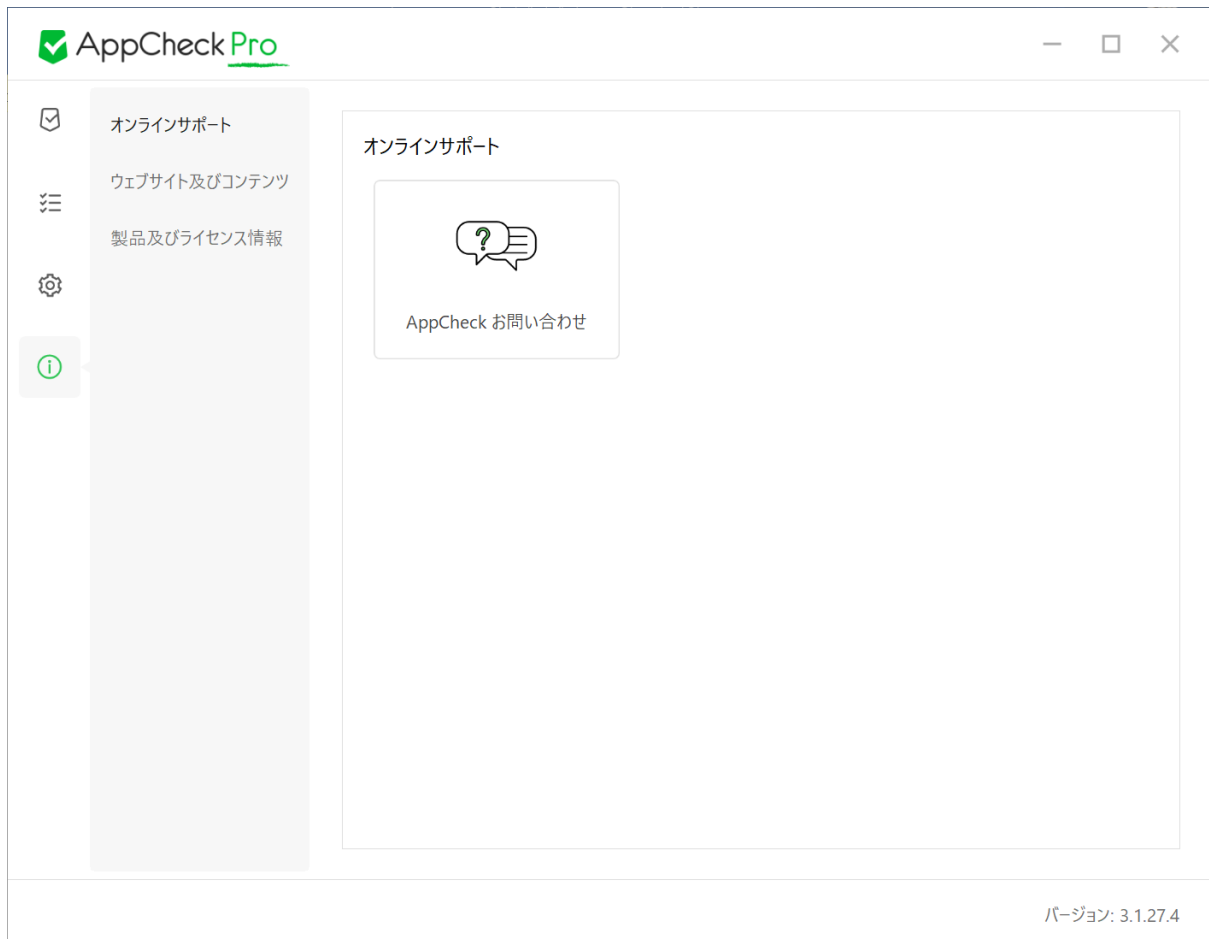 AppCheck Pro
オンラインサポート
ウェブサイト及びコンテンツ
製品及びライセンス情報
オンラインサポート
?
AppCheck お問い合わせ
バージョン: 3.1.27.4